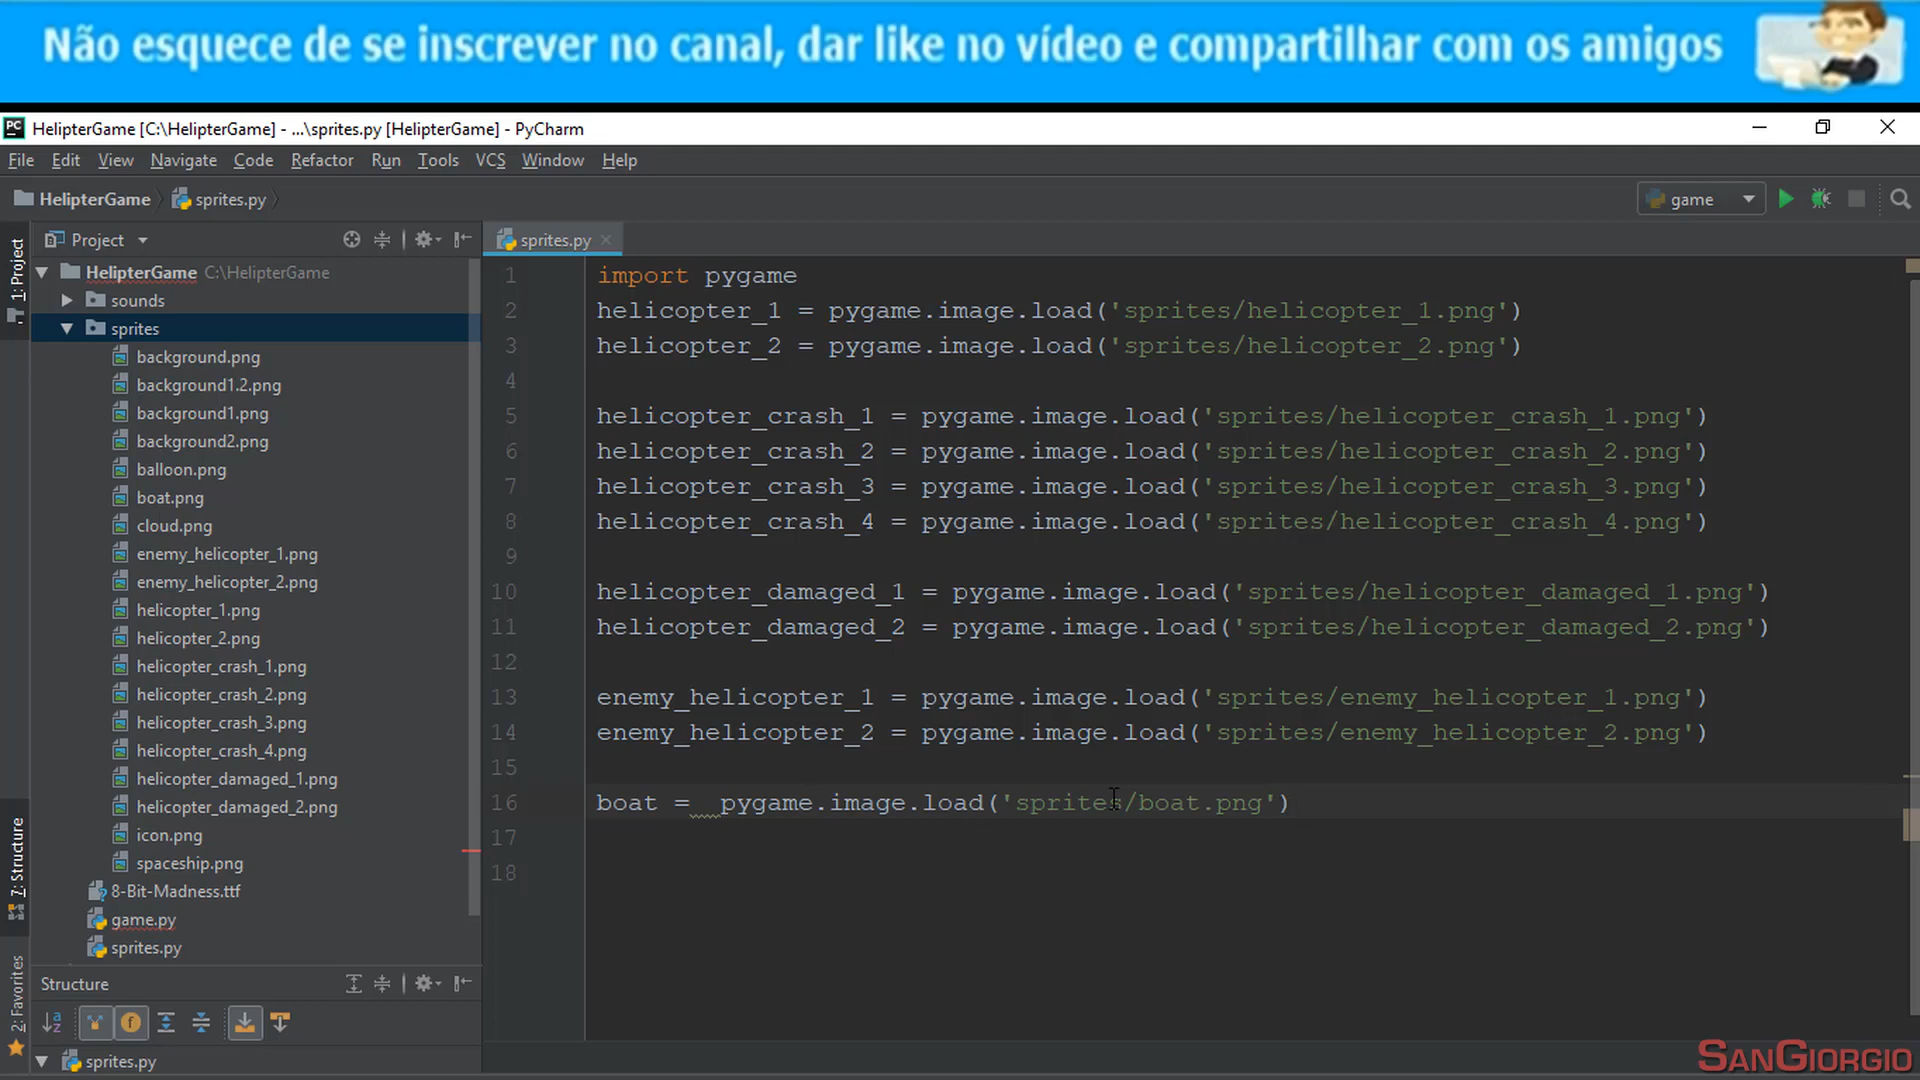 Não esquece de se inscrever no canal, dar like no vídeo e compartilhar com os amigos
PC HelipterGame [C:\HelipterGame] - ...\sprites.py [HelipterGame] - PyCharm
File Edit View Navigate Code Refactor Run Tools VCS Window Help
HelipterGame sprites.py game
1: Project
Project
HelipterGame C:\HelipterGame
sounds
sprites
background.png
background1.2.png
background1.png
background2.png
balloon.png
boat.png
cloud.png
enemy_helicopter_1.png
enemy_helicopter_2.png
helicopter_1.png
helicopter_2.png
helicopter_crash_1.png
helicopter_crash_2.png
helicopter_crash_3.png
helicopter_crash_4.png
helicopter_damaged_1.png
helicopter_damaged_2.png
icon.png
spaceship.png
8-Bit-Madness.ttf
game.py
sprites.py
7: Structure
2: Favorites
Structure
sprites.py
sprites.py
1 import pygame
2 helicopter_1 = pygame.image.load('sprites/helicopter_1.png')
3 helicopter_2 = pygame.image.load('sprites/helicopter_2.png')
4
5 helicopter_crash_1 = pygame.image.load('sprites/helicopter_crash_1.png')
6 helicopter_crash_2 = pygame.image.load('sprites/helicopter_crash_2.png')
7 helicopter_crash_3 = pygame.image.load('sprites/helicopter_crash_3.png')
8 helicopter_crash_4 = pygame.image.load('sprites/helicopter_crash_4.png')
9
10 helicopter_damaged_1 = pygame.image.load('sprites/helicopter_damaged_1.png')
11 helicopter_damaged_2 = pygame.image.load('sprites/helicopter_damaged_2.png')
12
13 enemy_helicopter_1 = pygame.image.load('sprites/enemy_helicopter_1.png')
14 enemy_helicopter_2 = pygame.image.load('sprites/enemy_helicopter_2.png')
15
16 boat =  pygame.image.load('sprites/boat.png')
17
18
SANGIORGIO